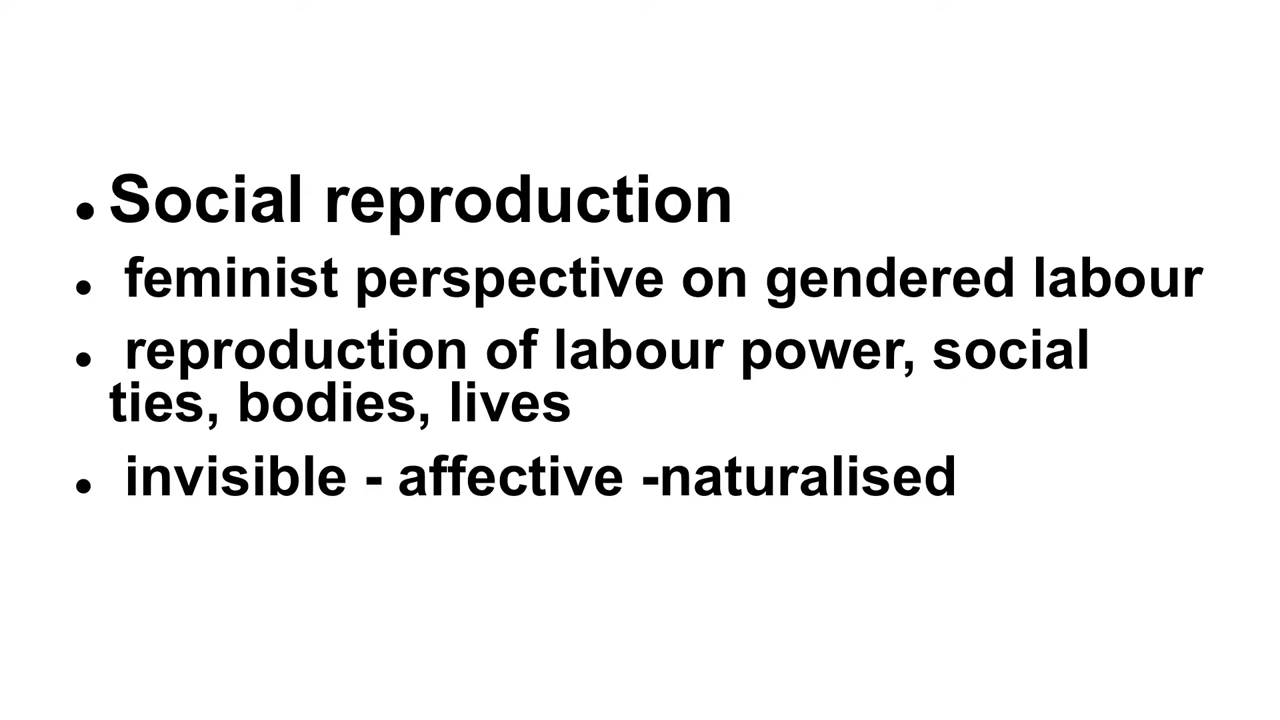 • Social reproduction
• feminist perspective on gendered labour
• reproduction of labour power, social
ties, bodies, lives
• invisible - affective -naturalised